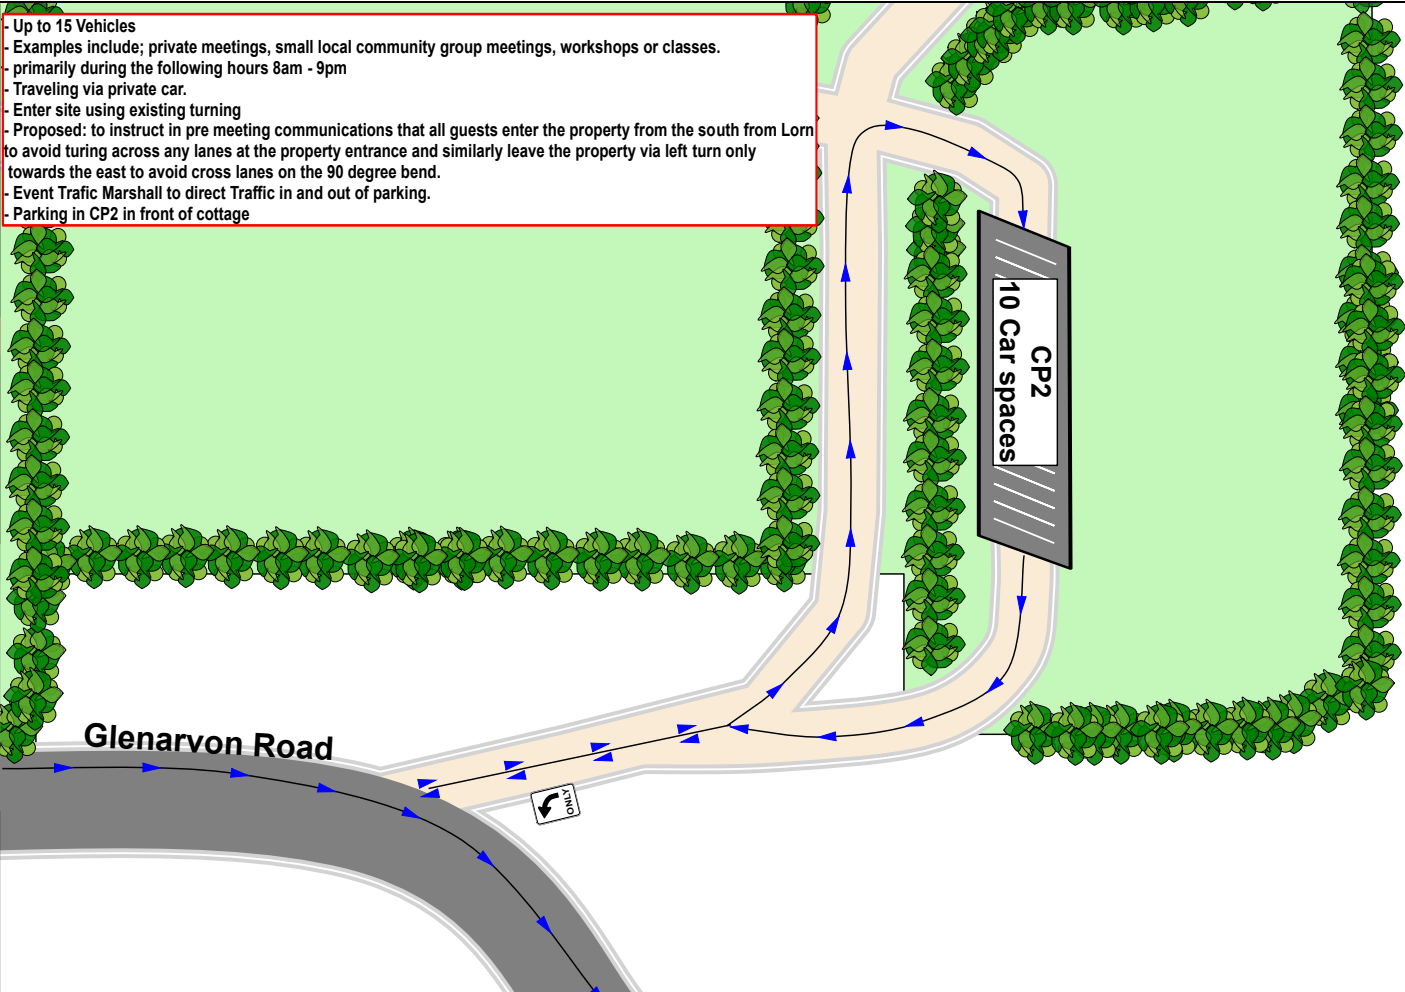 - Up to 15 Vehicles
- Examples include; private meetings, small local community group meetings, workshops or classes.
- primarily during the following hours 8am - 9pm
- Traveling via private car.
- Enter site using existing turning
- Proposed: to instruct in pre meeting communications that all guests enter the property from the south from Lorn
to avoid turing across any lanes at the property entrance and similarly leave the property via left turn only
towards the east to avoid cross lanes on the 90 degree bend.
- Event Trafic Marshall to direct Traffic in and out of parking.
- Parking in CP2 in front of cottage
CP2
10 Car spaces
Glenarvon Road
ONLY